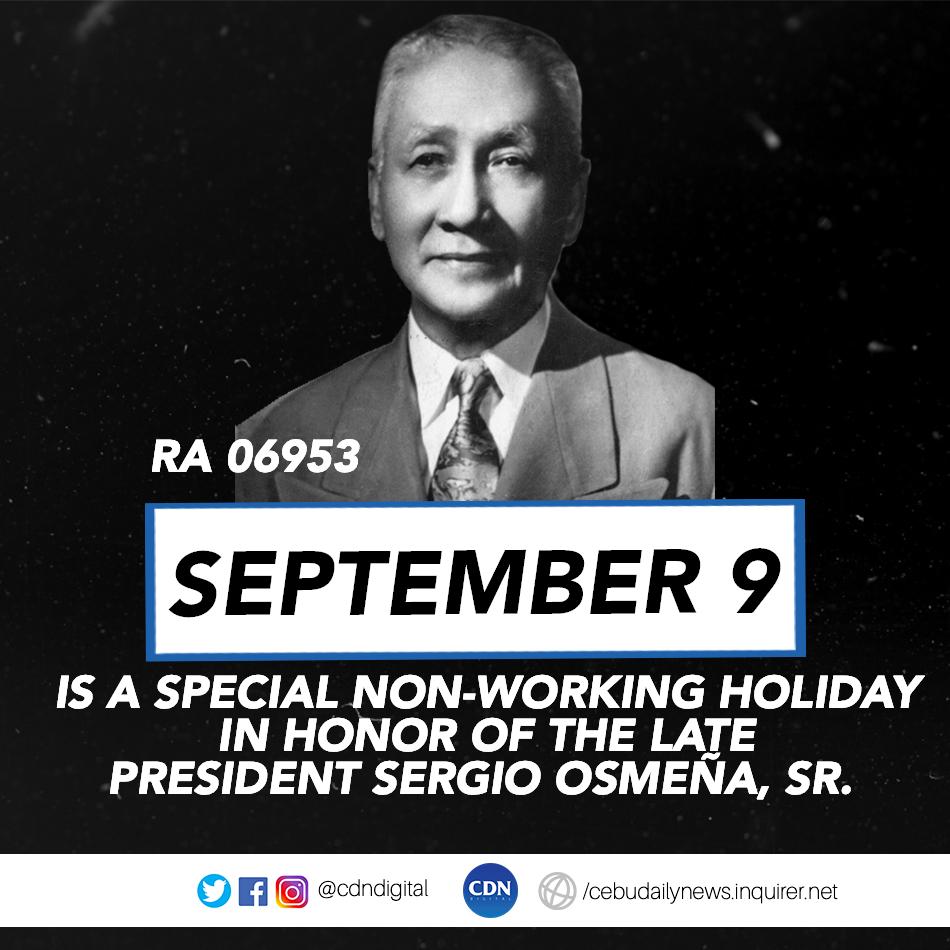 RA 06953
SEPTEMBER 9
IS A SPECIAL NON-WORKING HOLIDAY
IN HONOR OF THE LATE
PRESIDENT SERGIO OSMEÑA, SR.
@cdndigital
CDN
DIGITAL
/cebudailynews.inquirer.net